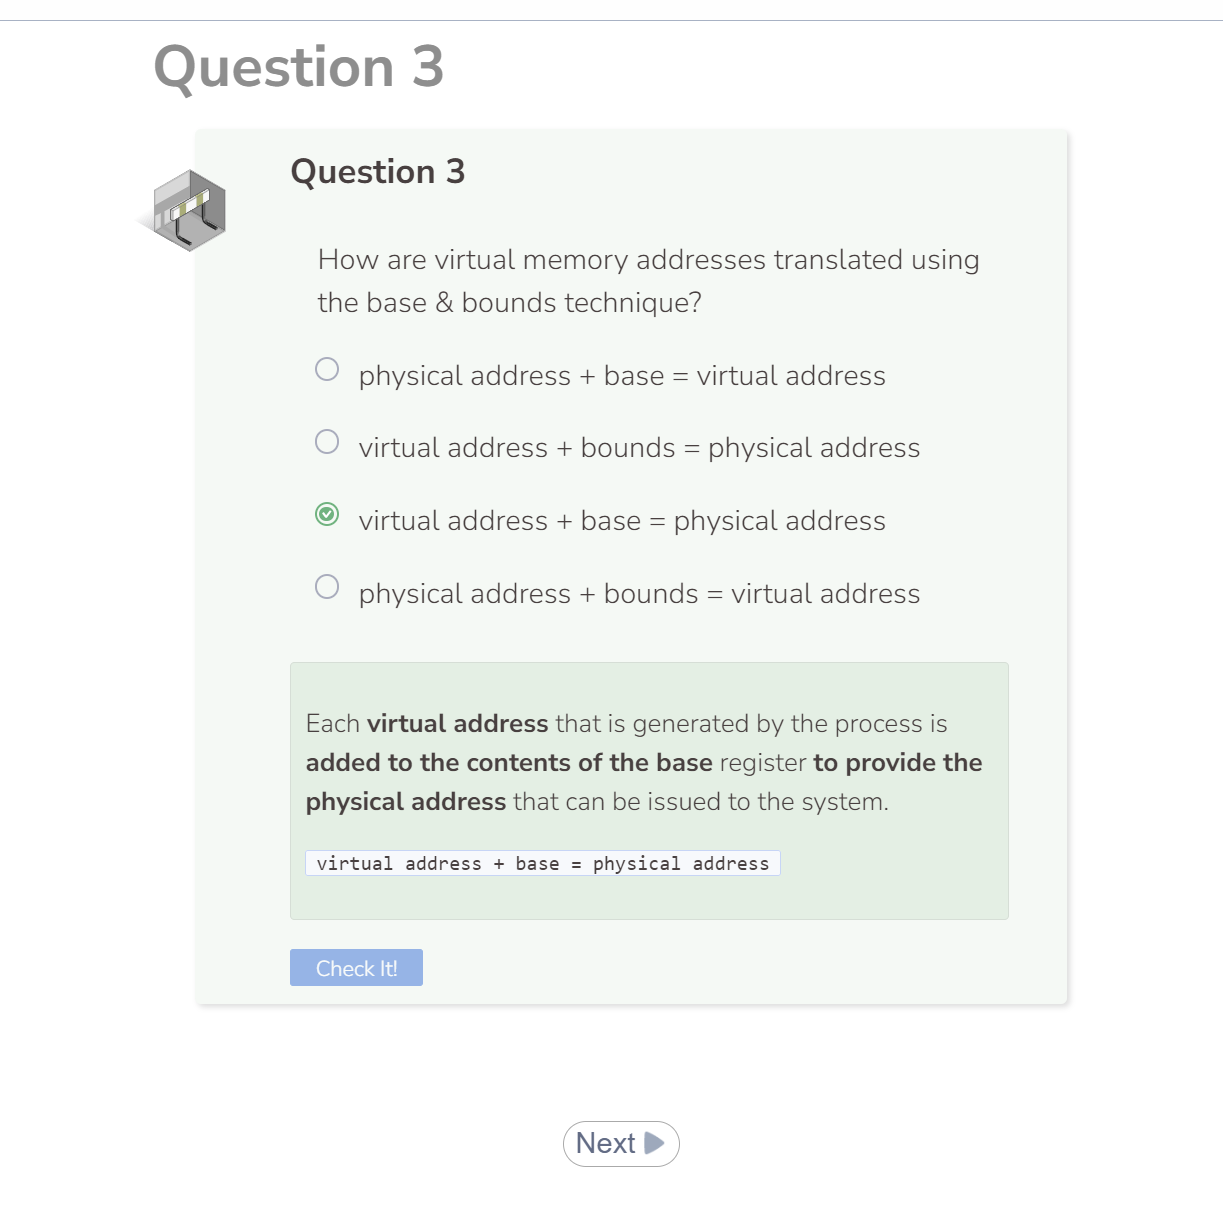 Question 3
Question 3
How are virtual memory addresses translated using
the base & bounds technique?
physical address + base = virtual address
virtual address + bounds = physical address
virtual address + base = physical address
physical address + bounds = virtual address
Each virtual address that is generated by the process is
added to the contents of the base register to provide the
physical address that can be issued to the system.
virtual address + base = physical address
Check It!
Next